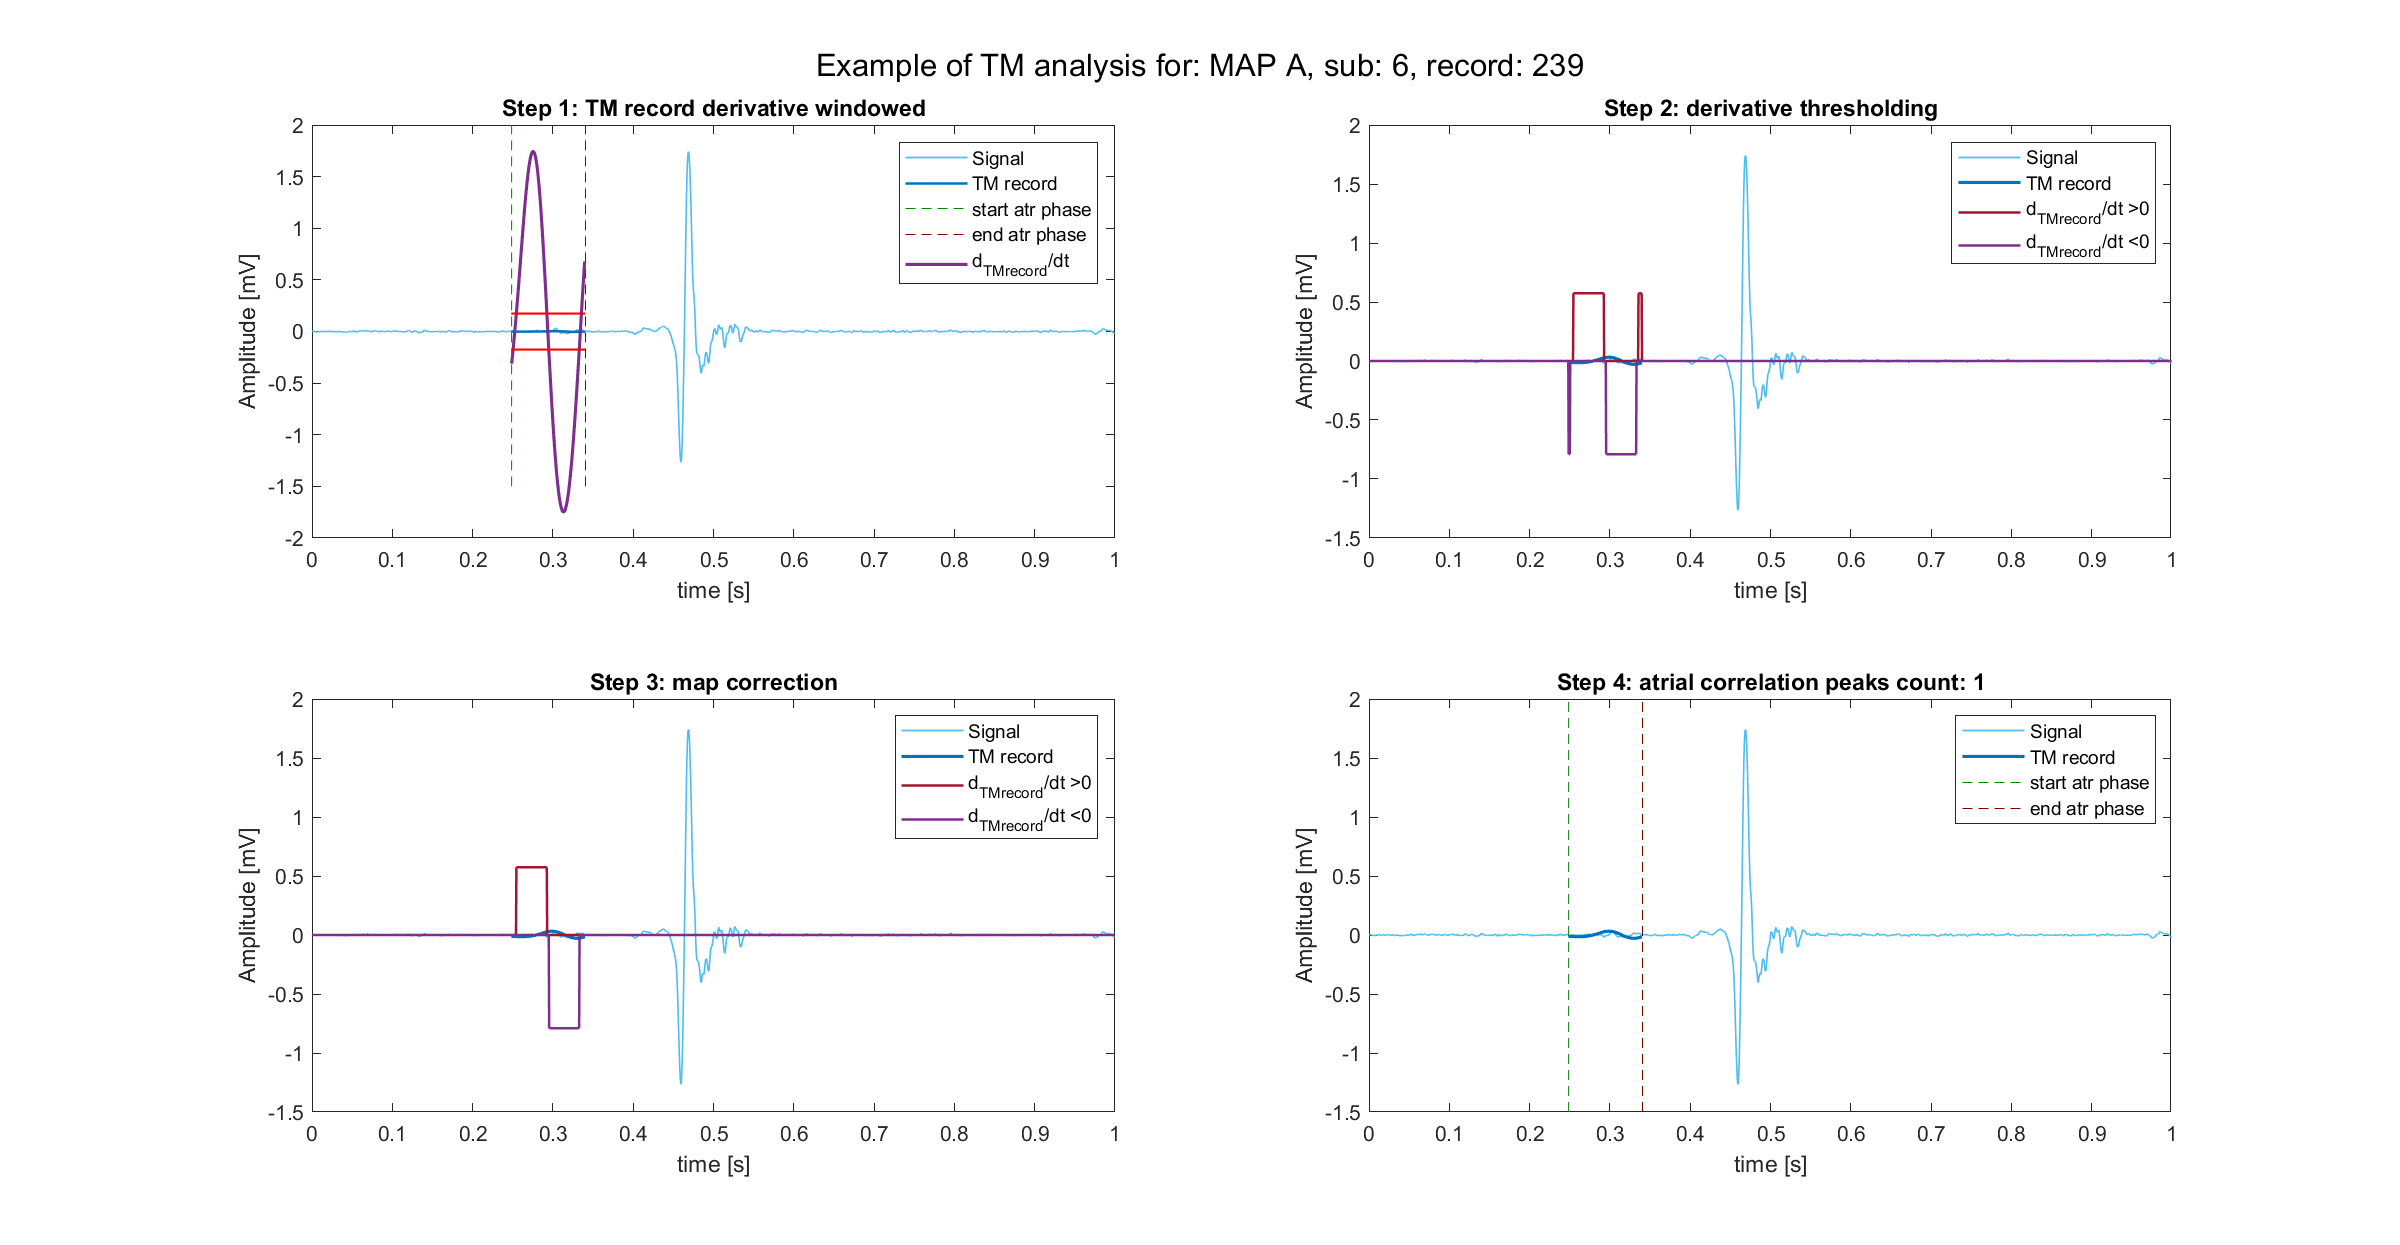 Example of TM analysis for: MAP A, sub: 6, record: 239
Step 1: TM record derivative windowed
2
1.5
1
0.5
0
-0.5
-1
-1.5
-2
Amplitude [mV]
0 0.1 0.2 0.3 0.4 0.5 0.6 0.7 0.8 0.9 1
time [s]
Signal
TM record
start atr phase
end atr phase
dTMrecord/dt
Step 2: derivative thresholding
2
1.5
1
0.5
0
-0.5
-1
-1.5
Amplitude [mV]
0 0.1 0.2 0.3 0.4 0.5 0.6 0.7 0.8 0.9 1
time [s]
Signal
TM record
dTMrecord/dt >0
dTMrecord/dt <0
Step 3: map correction
2
1.5
1
0.5
0
-0.5
-1
-1.5
Amplitude [mV]
0 0.1 0.2 0.3 0.4 0.5 0.6 0.7 0.8 0.9 1
time [s]
Signal
TM record
dTMrecord/dt >0
dTMrecord/dt <0
Step 4: atrial correlation peaks count: 1
2
1.5
1
0.5
0
-0.5
-1
-1.5
Amplitude [mV]
0 0.1 0.2 0.3 0.4 0.5 0.6 0.7 0.8 0.9 1
time [s]
Signal
TM record
start atr phase
end atr phase